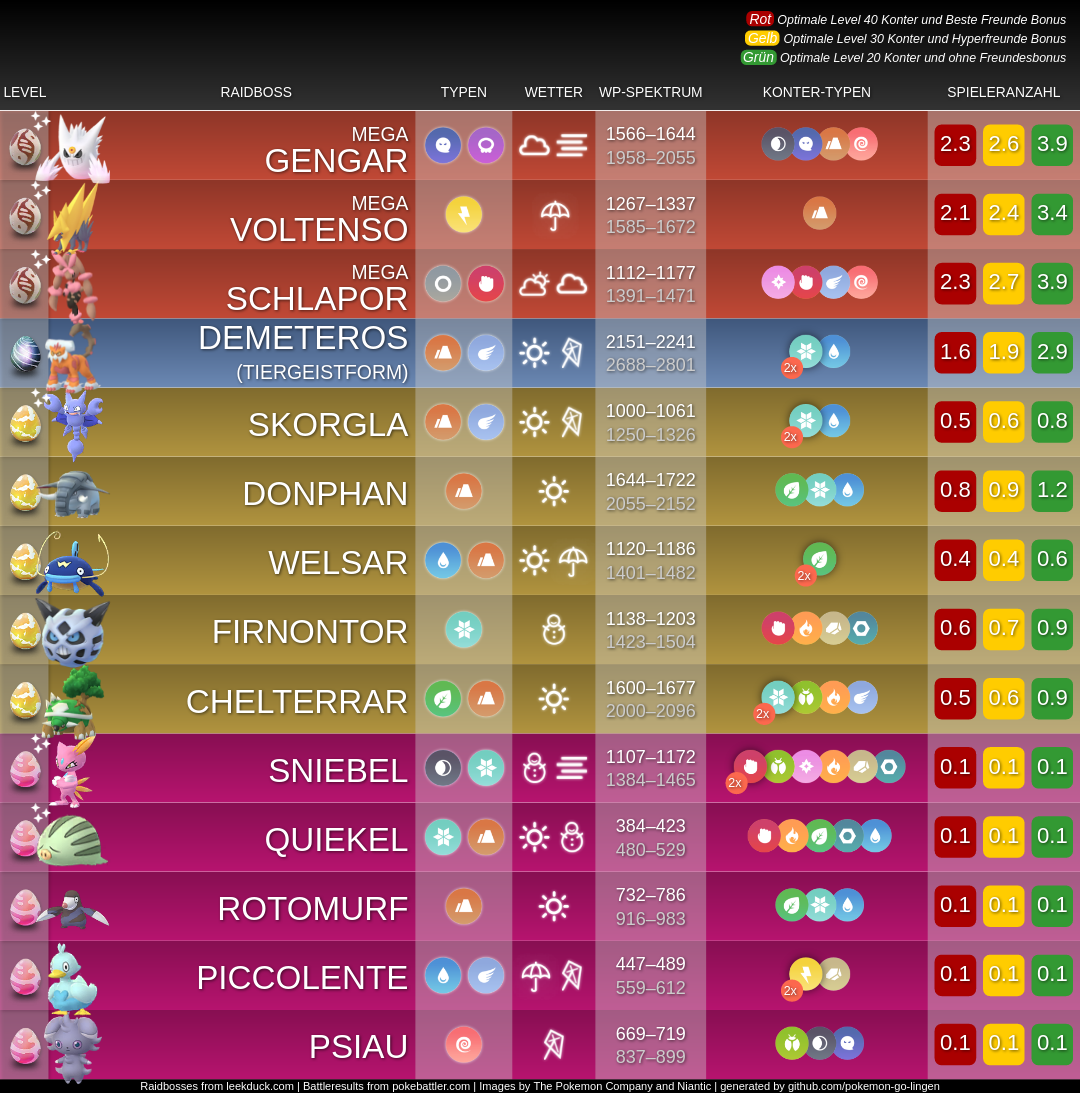 Rot Optimale Level 40 Konter und Beste Freunde Bonus
Gelb Optimale Level 30 Konter und Hyperfreunde Bonus
Grün Optimale Level 20 Konter und ohne Freundesbonus
LEVEL RAIDBOSS TYPEN WETTER WP-SPEKTRUM KONTER-TYPEN SPIELERANZAHL
MEGA 1566–1644
GENGAR 1958–2055 2.3 2.6 3.9
MEGA 1267–1337
VOLTENSO 1585–1672 2.1 2.4 3.4
MEGA 1112–1177
SCHLAPOR 1391–1471 2.3 2.7 3.9
DEMETEROS 2151–2241
(TIERGEISTFORM) 2688–2801 2x 1.6 1.9 2.9
SKORGLA 1000–1061 0.5 0.6 0.8
1250–1326 2x
DONPHAN 1644–1722 0.8 0.9 1.2
2055–2152
WELSAR 1120–1186 0.4 0.4 0.6
1401–1482 2x
FIRNONTOR 1138–1203 0.6 0.7 0.9
1423–1504
CHELTERRAR 1600–1677 0.5 0.6 0.9
2000–2096 2x
SNIEBEL 1107–1172 0.1 0.1 0.1
1384–1465 2x
QUIEKEL 384–423 0.1 0.1 0.1
480–529
ROTOMURF 732–786 0.1 0.1 0.1
916–983
PICCOLENTE 447–489 0.1 0.1 0.1
559–612 2x
PSIAU 669–719 0.1 0.1 0.1
837–899
Raidbosses from leekduck.com | Battleresults from pokebattler.com | Images by The Pokemon Company and Niantic | generated by github.com/pokemon-go-lingen